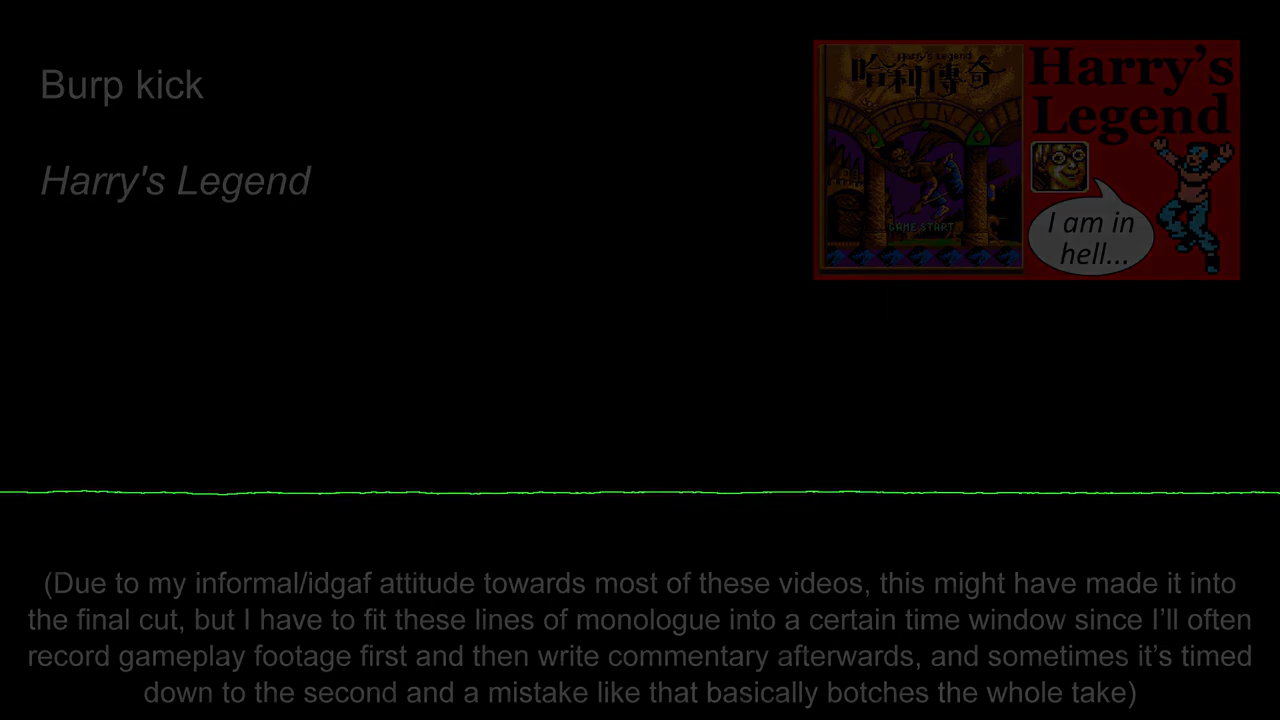 Burp kick
Harry's Legend
Harry's Legend
哈利傳奇
GAME START
Harry's
Legend
I am in
hell...
(Due to my informal/idgaf attitude towards most of these videos, this might have made it into
the final cut, but I have to fit these lines of monologue into a certain time window since I’ll often
record gameplay footage first and then write commentary afterwards, and sometimes it’s timed
down to the second and a mistake like that basically botches the whole take)